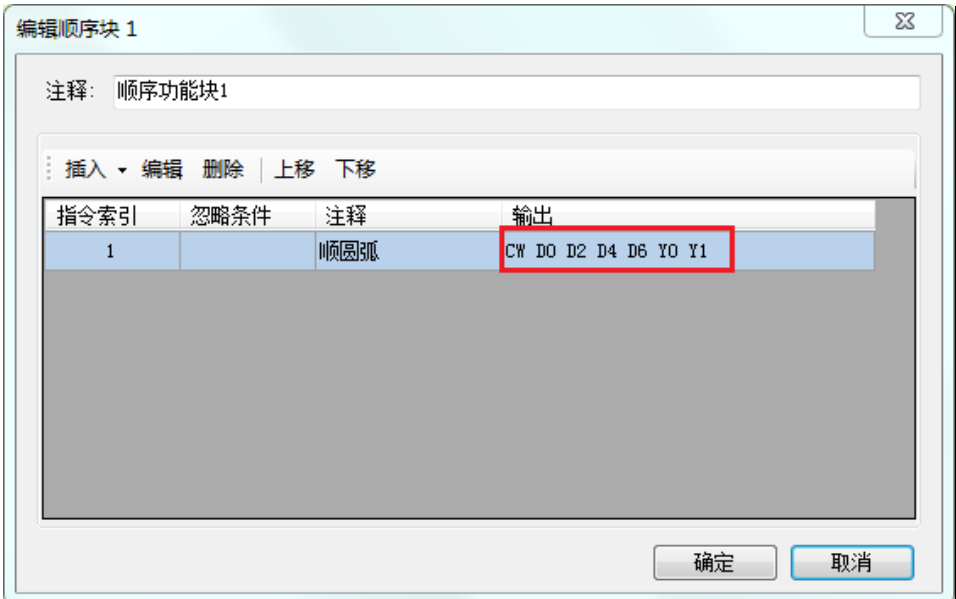 编辑顺序块 1
注释: 顺序功能块1
插入 编辑 删除 上移 下移
指令索引 忽略条件 注释 输出
1 顺圆弧 CW D0 D2 D4 D6 Y0 Y1
确定 取消